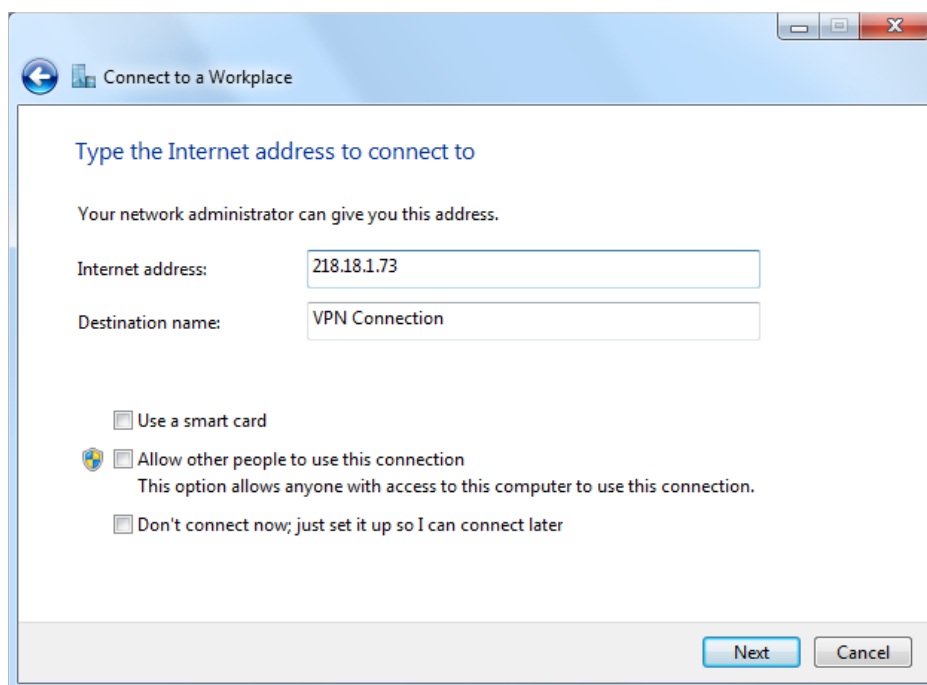 Connect to a Workplace
Type the Internet address to connect to
Your network administrator can give you this address.
Internet address: 218.18.1.73
Destination name: VPN Connection
Use a smart card
Allow other people to use this connection
This option allows anyone with access to this computer to use this connection.
Don't connect now; just set it up so I can connect later
Next Cancel